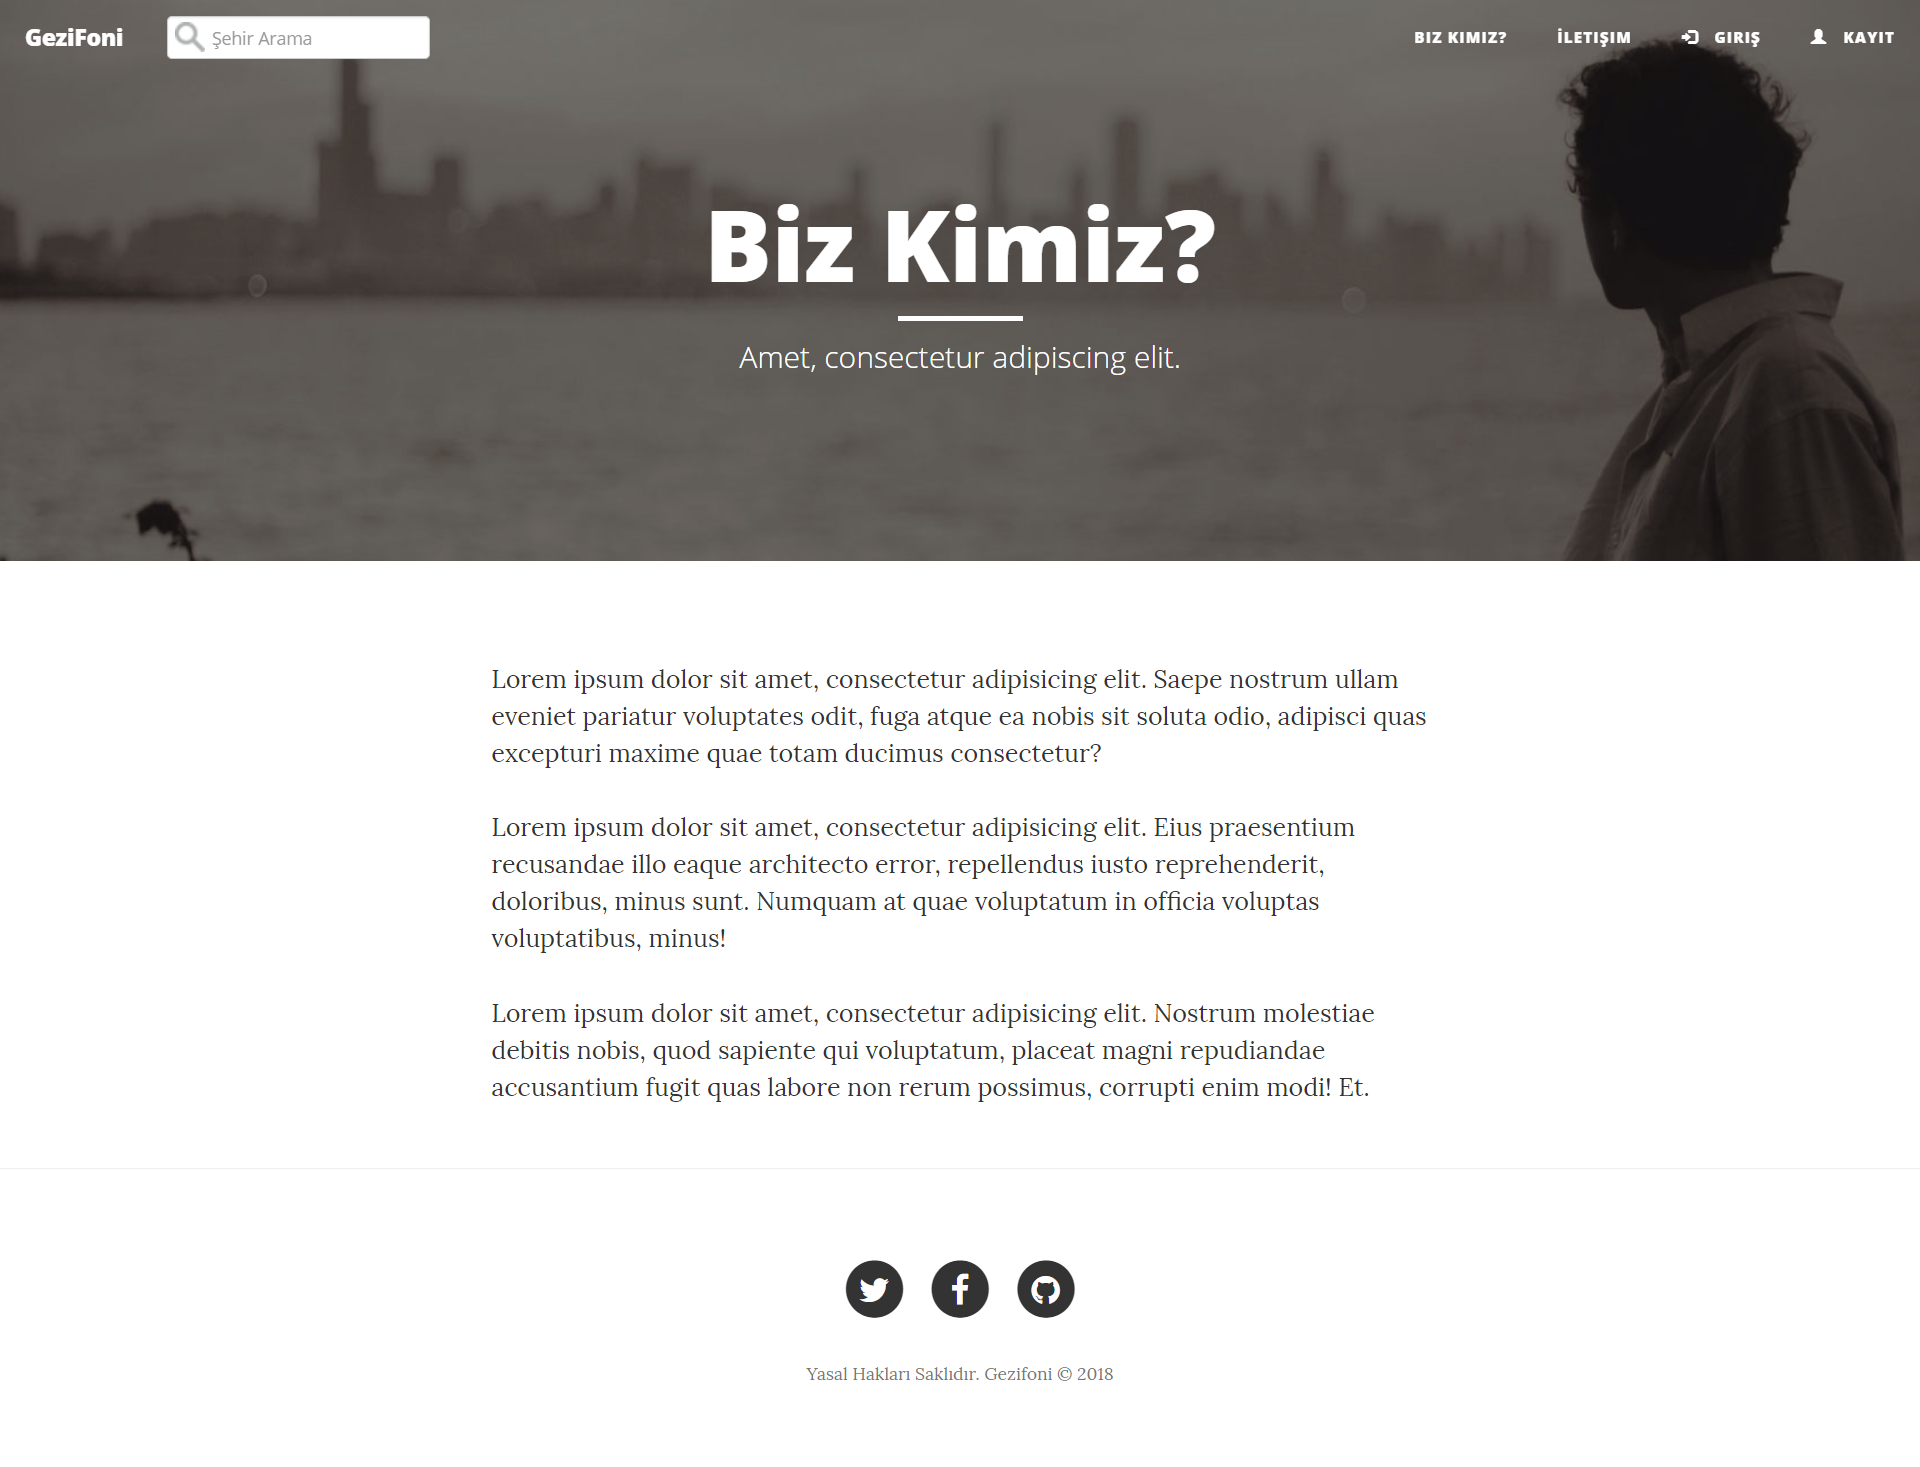 GeziFoni
Şehir Arama
BIZ KIMIZ?
İLETIŞIM
GIRIŞ
KAYIT
Biz Kimiz?
Amet, consectetur adipiscing elit.
Lorem ipsum dolor sit amet, consectetur adipisicing elit. Saepe nostrum ullam
eveniet pariatur voluptates odit, fuga atque ea nobis sit soluta odio, adipisci quas
excepturi maxime quae totam ducimus consectetur?
Lorem ipsum dolor sit amet, consectetur adipisicing elit. Eius praesentium
recusandae illo eaque architecto error, repellendus iusto reprehenderit,
doloribus, minus sunt. Numquam at quae voluptatum in officia voluptas
voluptatibus, minus!
Lorem ipsum dolor sit amet, consectetur adipisicing elit. Nostrum molestiae
debitis nobis, quod sapiente qui voluptatum, placeat magni repudiandae
accusantium fugit quas labore non rerum possimus, corrupti enim modi! Et.
Yasal Hakları Saklıdır. Gezifoni © 2018